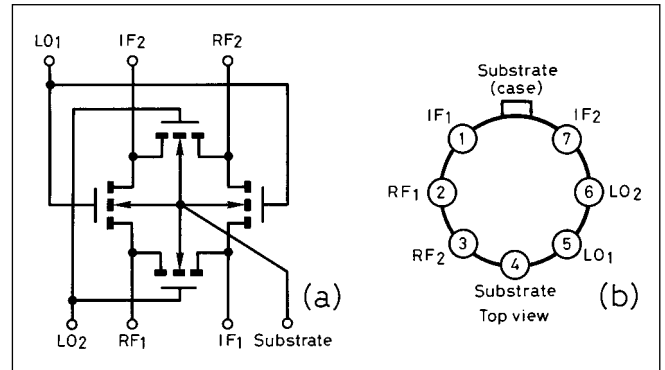 LO1 IF2 RF2
(a)
LO2 RF1 IF1 Substrate
Substrate
(case)
IF1 IF2
1 7
RF1 2 6 LO2
RF2 3 5 LO1
4
Substrate
Top view
(b)